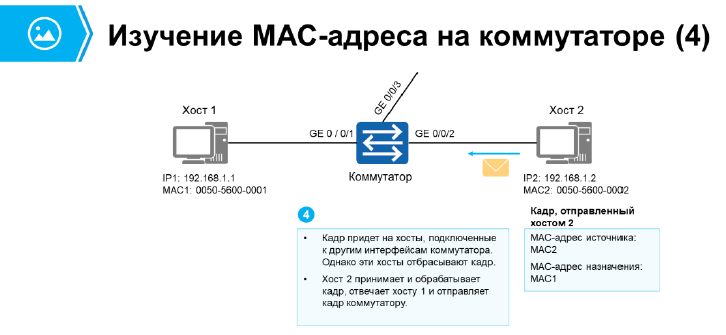 Изучение MAC-адреса на коммутаторе (4)
GE 0/0/3
Хост 1
Хост 2
GE 0 / 0/1
GE 0/0/2
Коммутатор
IP1: 192.168.1.1
MAC1: 0050-5600-0001
IP2: 192.168.1.2
MAC2: 0050-5600-0002
4
• Кадр придет на хосты, подключенные
к другим интерфейсам коммутатора.
Однако эти хосты отбрасывают кадр.
• Хост 2 принимает и обрабатывает
кадр, отвечает хосту 1 и отправляет
кадр коммутатору.
Кадр, отправленный
хостом 2
MAC-адрес источника:
MAC2
MAC-адрес назначения:
MAC1